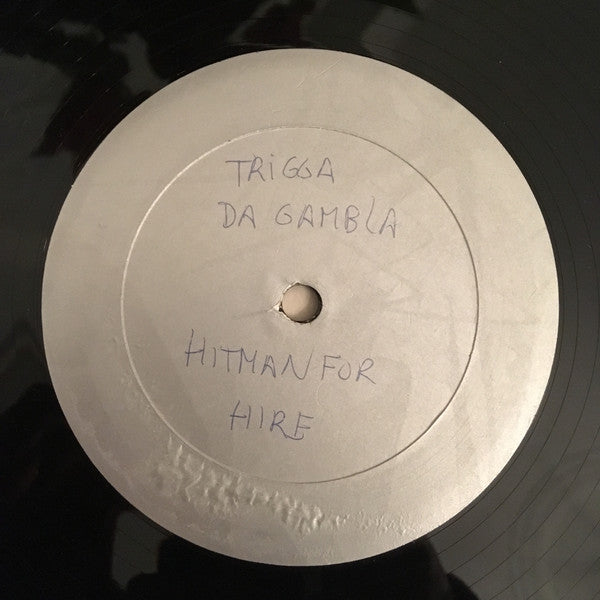 TRIGGA
DA GAMBLA
HITMAN FOR
HIRE